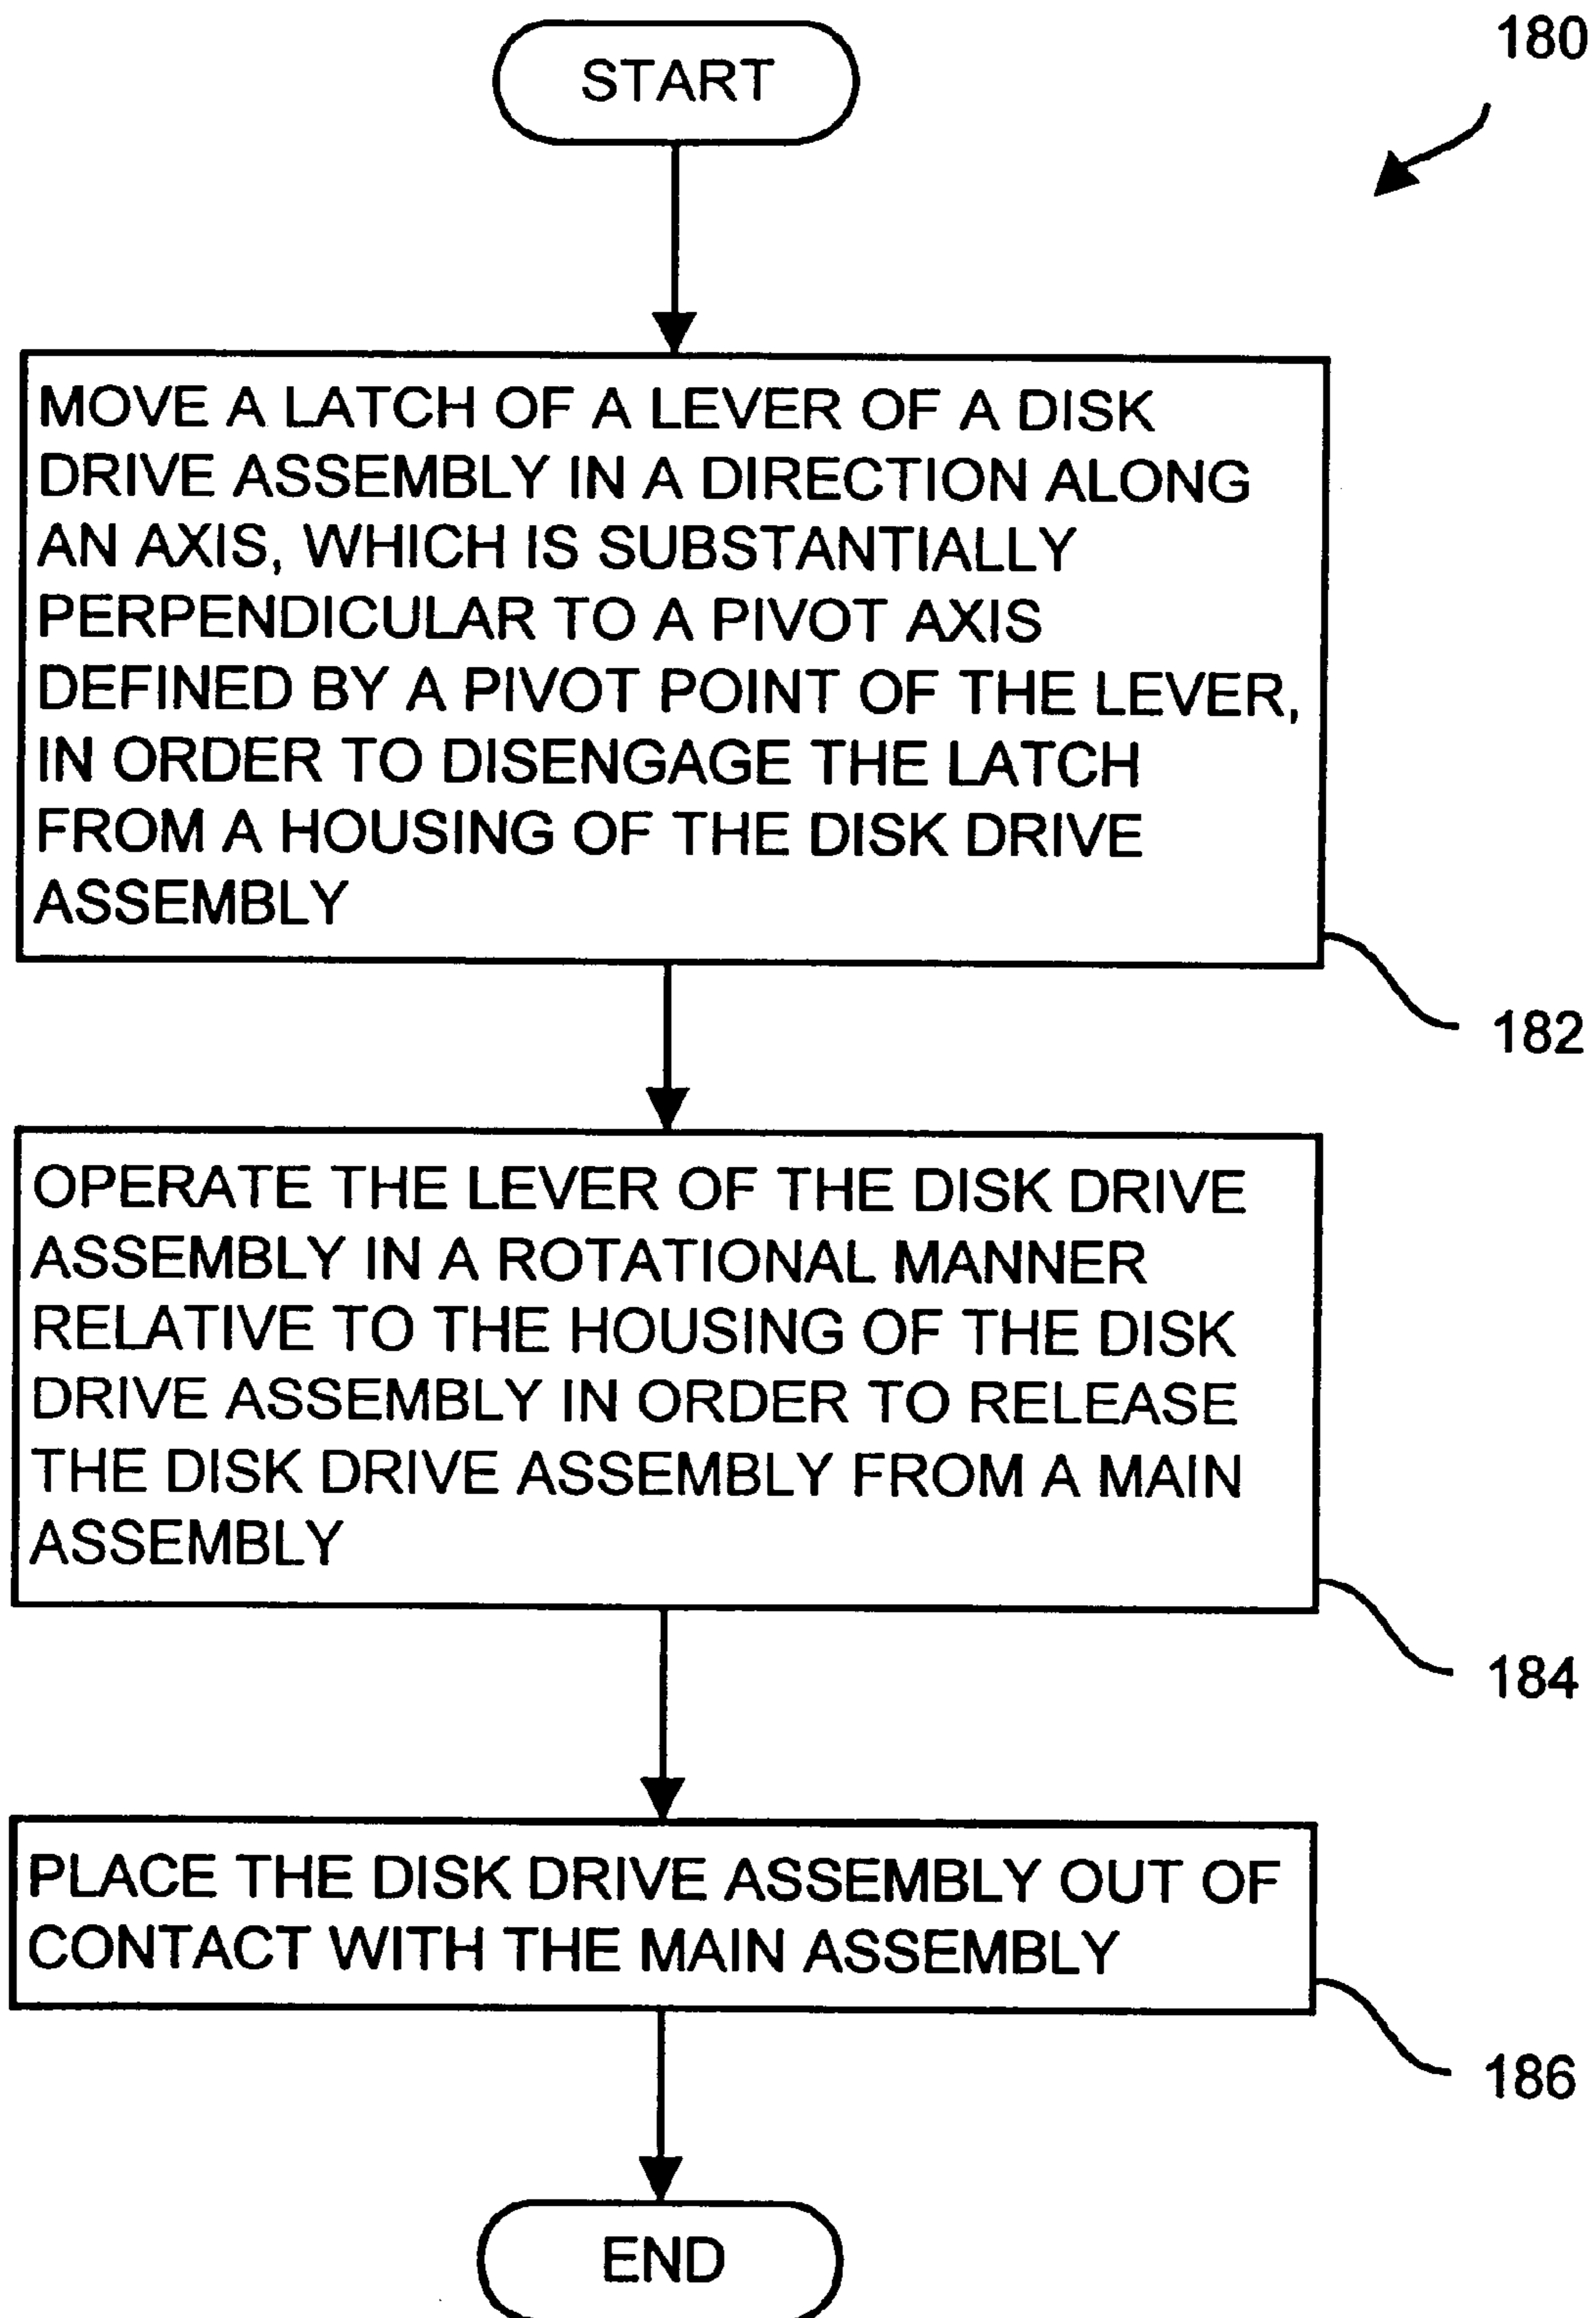 180
START
MOVE A LATCH OF A LEVER OF A DISK
DRIVE ASSEMBLY IN A DIRECTION ALONG
AN AXIS, WHICH IS SUBSTANTIALLY
PERPENDICULAR TO A PIVOT AXIS
DEFINED BY A PIVOT POINT OF THE LEVER,
IN ORDER TO DISENGAGE THE LATCH
FROM A HOUSING OF THE DISK DRIVE
ASSEMBLY
182
OPERATE THE LEVER OF THE DISK DRIVE
ASSEMBLY IN A ROTATIONAL MANNER
RELATIVE TO THE HOUSING OF THE DISK
DRIVE ASSEMBLY IN ORDER TO RELEASE
THE DISK DRIVE ASSEMBLY FROM A MAIN
ASSEMBLY
184
PLACE THE DISK DRIVE ASSEMBLY OUT OF
CONTACT WITH THE MAIN ASSEMBLY
186
END